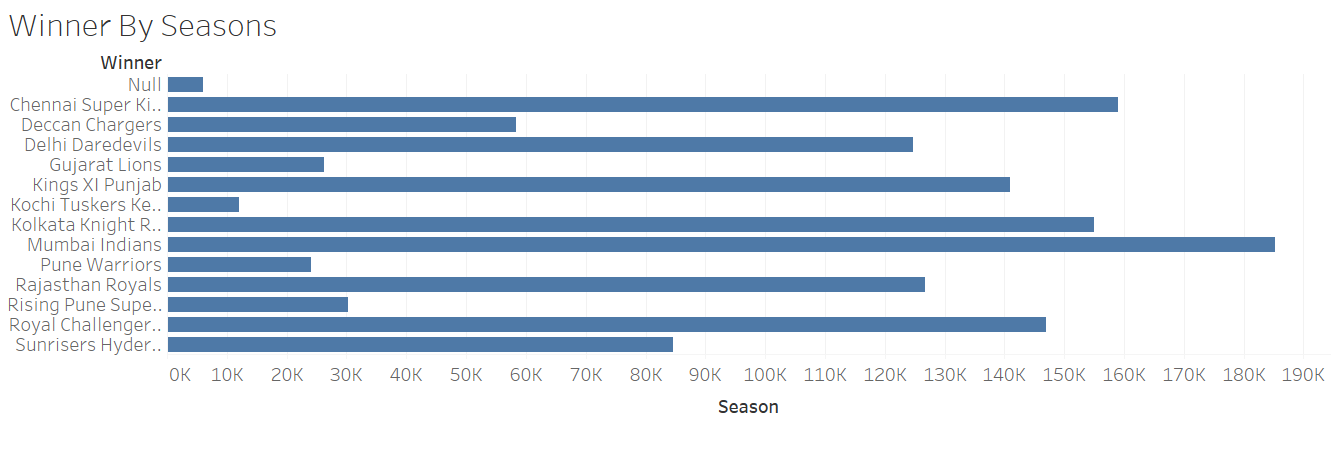 Winner By Seasons
Winner
Null
Chennai Super Ki..
Deccan Chargers
Delhi Daredevils
Gujarat Lions
Kings XI Punjab
Kochi Tuskers Ke..
Kolkata Knight R..
Mumbai Indians
Pune Warriors
Rajasthan Royals
Rising Pune Supe..
Royal Challenger..
Sunrisers Hyder..
0K 10K 20K 30K 40K 50K 60K 70K 80K 90K 100K 110K 120K 130K 140K 150K 160K 170K 180K 190K
Season